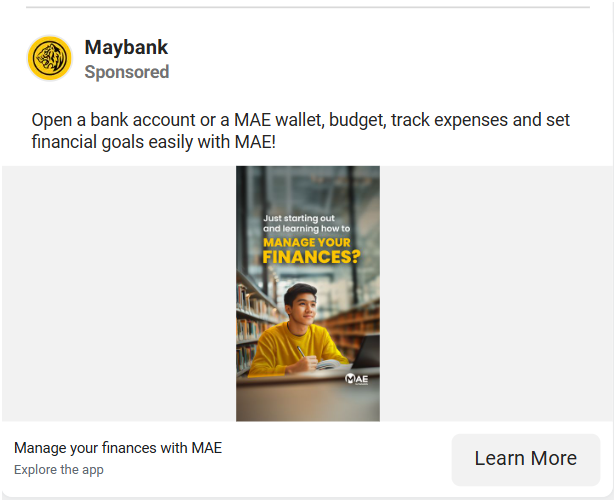 Maybank
Sponsored
Open a bank account or a MAE wallet, budget, track expenses and set
financial goals easily with MAE!
Just starting out
and learning how to
MANAGE YOUR
FINANCES?
MAE
Manage your finances with MAE
Explore the app
Learn More